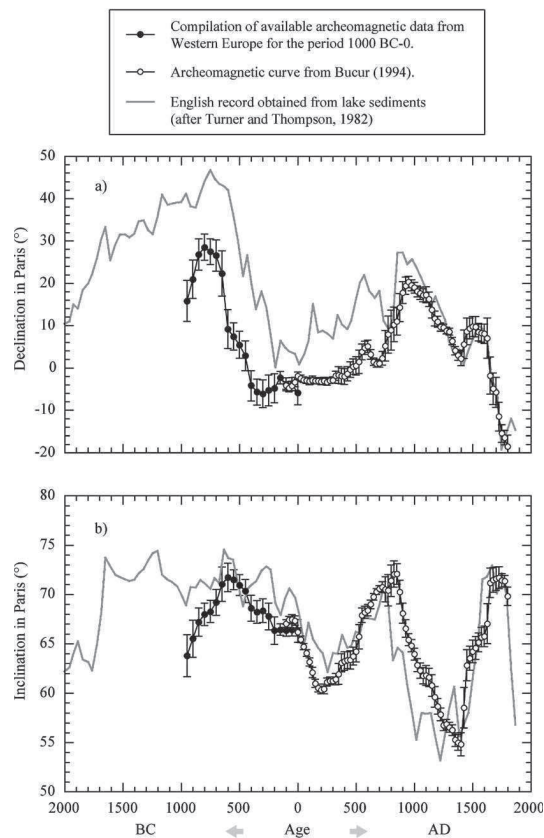 Compilation of available archeomagnetic data from
Western Europe for the period 1000 BC-0.
Archeomagnetic curve from Bucur (1994).
English record obtained from lake sediments
(after Turner and Thompson, 1982)
50
a)
40
30
20
10
0
-10
-20
Declination in Paris (°)
80
b)
75
70
65
60
55
50
Inclination in Paris (°)
2000 1500 1000 500 0 500 1000 1500 2000
BC Age AD